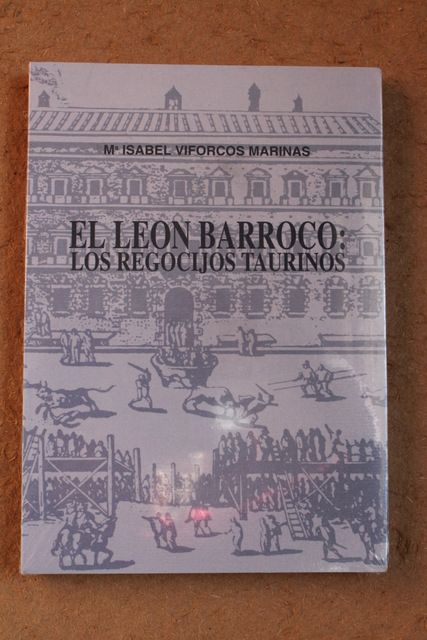 Mª ISABEL VIFORCOS MARINAS
EL LEON BARROCO:
LOS REGOCIJOS TAURINOS